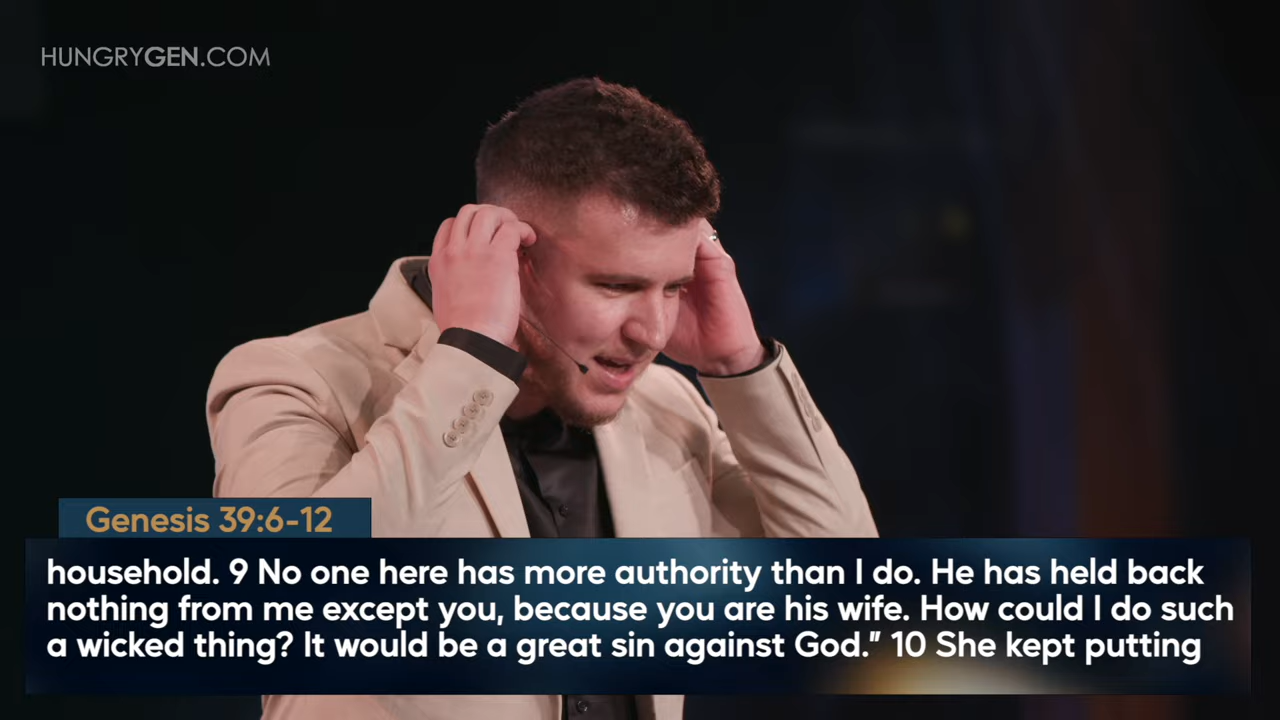 HUNGRYGEN.COM
Genesis 39:6-12
household. 9 No one here has more authority than I do. He has held back
nothing from me except you, because you are his wife. How could I do such
a wicked thing? It would be a great sin against God.” 10 She kept putting